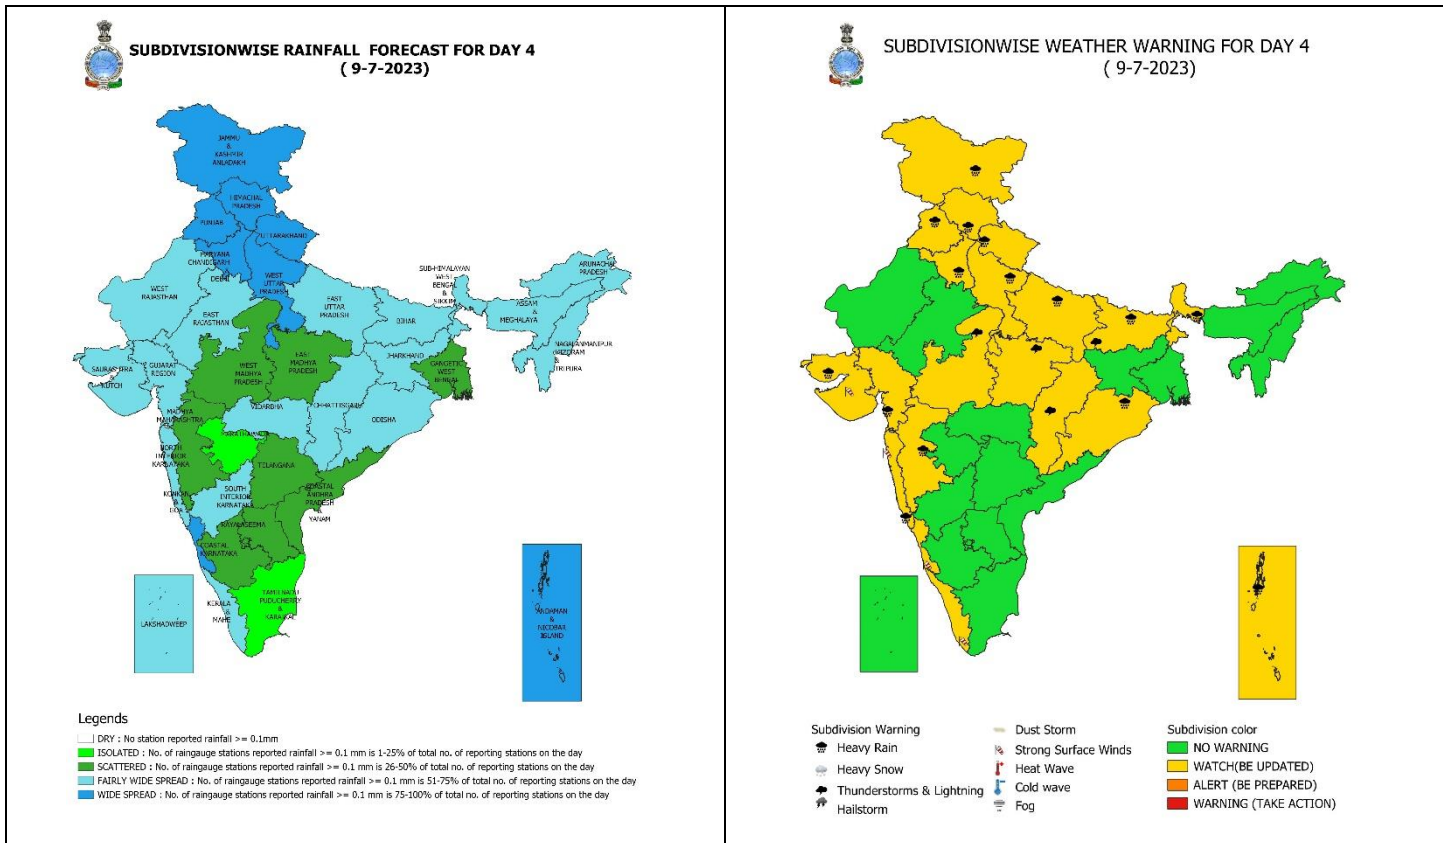 SUBDIVISIONWISE RAINFALL FORECAST FOR DAY 4
( 9-7-2023)
JAMMU
&
KASHMIR
ANLADAKH
HIMACHAL
PRADESH
PUNJAB
UTTARAKHAND
HARYANA
CHANDIGARH
&
DELHI
WEST
UTTAR
PRADESH
WEST
RAJASTHAN
EAST
RAJASTHAN
EAST
UTTAR
PRADESH
SUB-HIMALAYAN
WEST
BENGAL
&
SIKKIM
ARUNACHAL
PRADESH
ASSAM
&
MEGHALAYA
NAGALANMANIPUR
MIZORAM
&
TRIPURA
BIHAR
JHARKHAND
GANGETIC
WEST
BENGAL
SAURASHTRA
&
KUTCH
GUJARAT
REGION
WEST
MADHYA
PRADESH
EAST
MADHYA
PRADESH
VIDARBHA
CHHATTISGARH
ODISHA
MADHYA
MAHARASHTRA
MARATHAWADA
NORTH
INTERIOR
KARNATAKA
TELANGANA
KONKAN
&
GOA
SOUTH
INTERIOR
KARNATAKA
COASTAL
ANDHRA
PRADESH
&
YANAM
RAYALASEEMA
COASTAL
KARNATAKA
TAMILNADU
PUDUCHERRY
&
KARAIKAL
KERALA
&
MAHE
LAKSHADWEEP
ANDAMAN
&
NICOBAR
ISLAND
Legends
DRY : No station reported rainfall >= 0.1mm
ISOLATED : No. of raingauge stations reported rainfall >= 0.1 mm is 1-25% of total no. of reporting stations on the day
SCATTERED : No. of raingauge stations reported rainfall >= 0.1 mm is 26-50% of total no. of reporting stations on the day
FAIRLY WIDE SPREAD : No. of raingauge stations reported rainfall >= 0.1 mm is 51-75% of total no. of reporting stations on the day
WIDE SPREAD : No. of raingauge stations reported rainfall >= 0.1 mm is 75-100% of total no. of reporting stations on the day
SUBDIVISIONWISE WEATHER WARNING FOR DAY 4
( 9-7-2023)
Subdivision Warning
Heavy Rain
Heavy Snow
Thunderstorms & Lightning
Hailstorm
Dust Storm
Strong Surface Winds
Heat Wave
Cold wave
Fog
Subdivision color
NO WARNING
WATCH(BE UPDATED)
ALERT (BE PREPARED)
WARNING (TAKE ACTION)